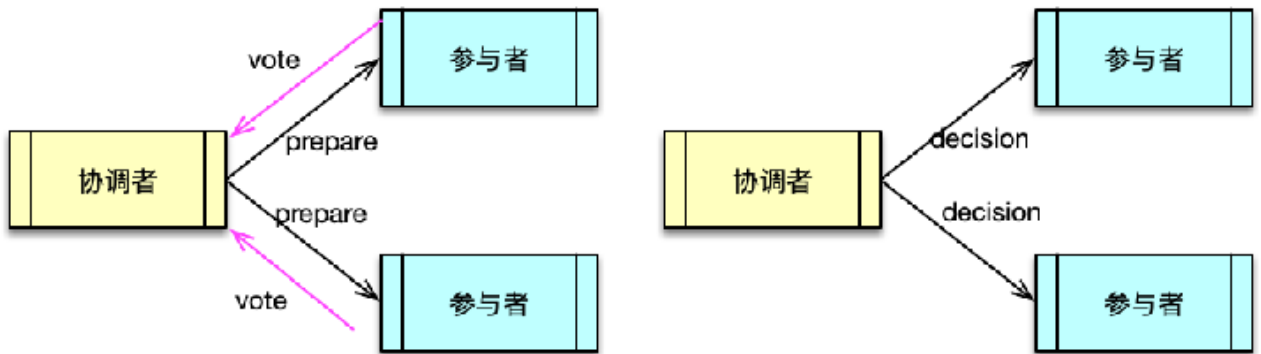 vote
参与者
prepare
协调者
prepare
vote
参与者
参与者
decision
协调者
decision
参与者